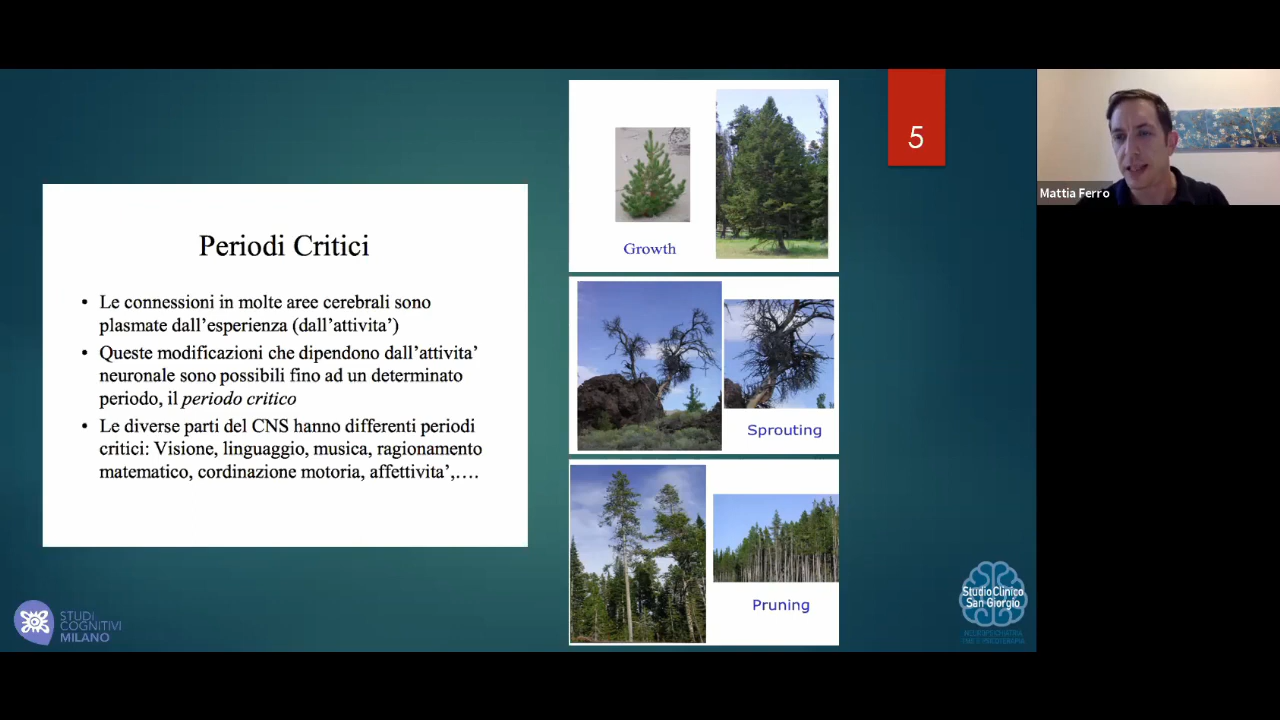 Periodi Critici
• Le connessioni in molte aree cerebrali sono
plasmate dall'esperienza (dall'attivita')
• Queste modificazioni che dipendono dall'attivita'
neuronale sono possibili fino ad un determinato
periodo, il periodo critico
• Le diverse parti del CNS hanno differenti periodi
critici: Visione, linguaggio, musica, ragionamento
matematico, cordinazione motoria, affettivita',….
Growth
Sprouting
Pruning
5
Mattia Ferro
STUDI
COGNITIVI
MILANO
Studio Clinico
San Giorgio